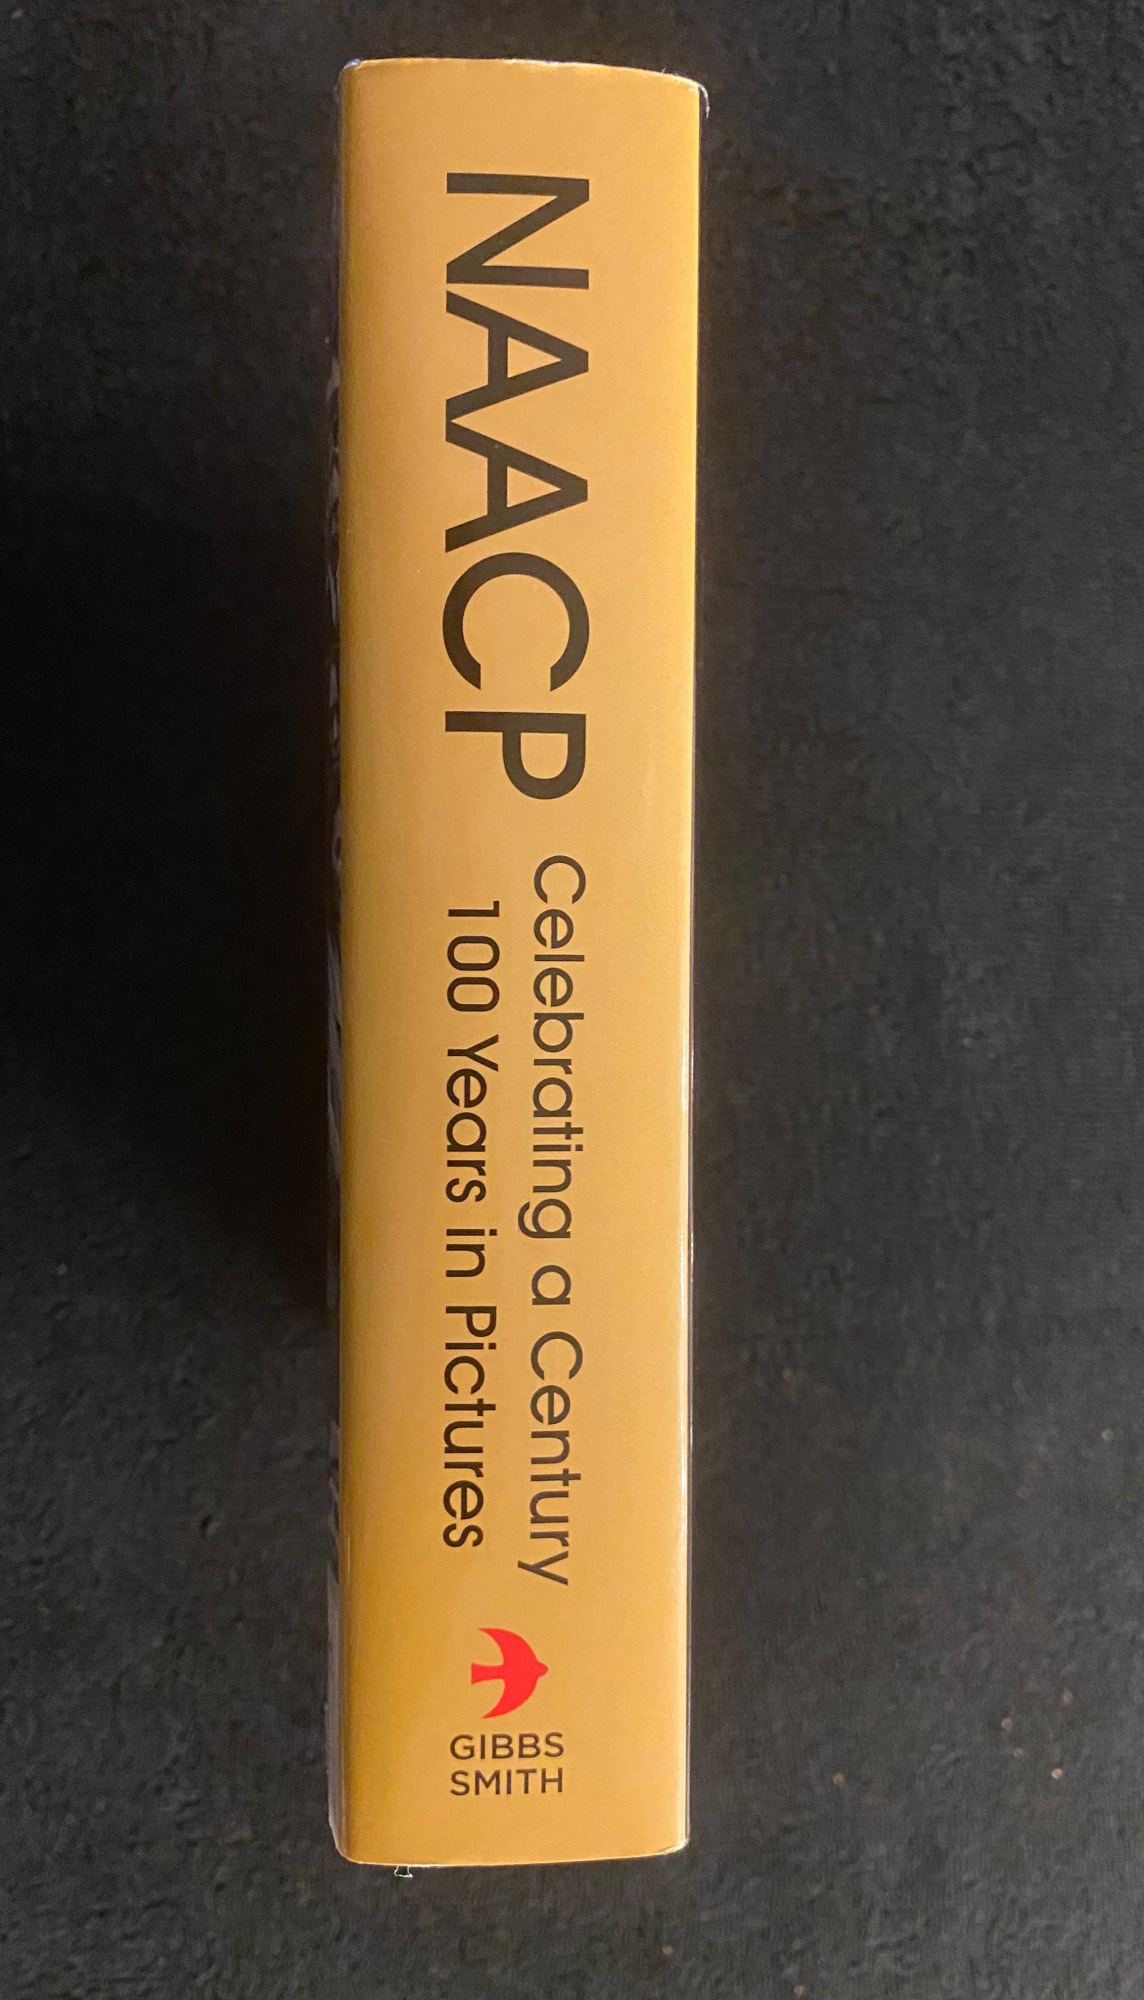 NAACP
Celebrating a Century
100 Years in Pictures
GIBBS
SMITH